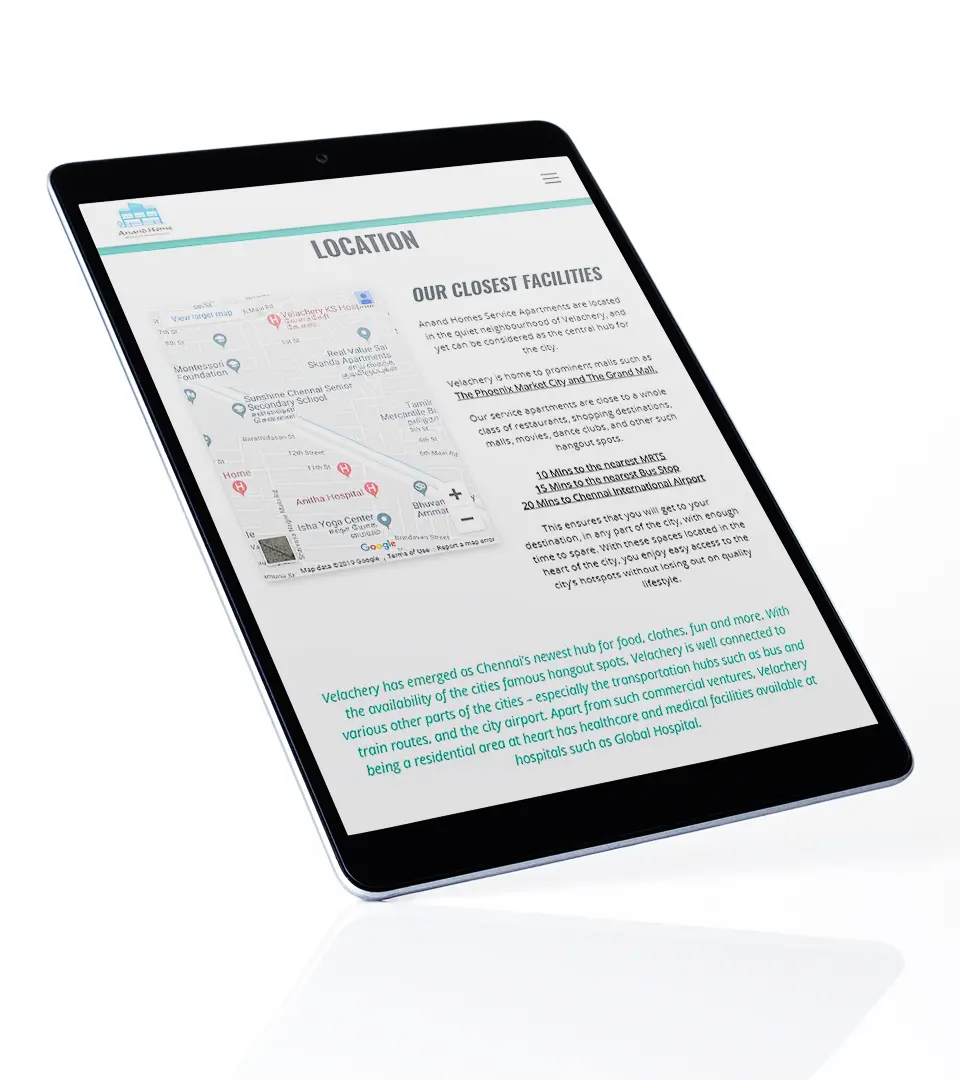 Anand Home
LOCATION
View larger map
N.Main Rd
7th St
8th St
Velachery KS Hospital
1st St
Real Value Sai
Skunda Apartments
Montessori
Foundation
Sunshine Chennai Senior
Secondary School
Tamil
Mercantile Ba
Barathidasan St
4th St
6th Main Rd
12th Street
11th St
Home
Anitha Hospital
Bhuvan
Ammat
Isha Yoga Center
Brindavan Street
Google
Map data ©2019 Google
Terms of Use
Report a map error
OUR CLOSEST FACILITIES
Anand Homes Service Apartments are located
in the quiet neighbourhood of Velachery, and
yet can be considered as the central hub for
the city.
Velachery is home to prominent malls such as
The Phoenix Market City and The Grand Mall.
Our service apartments are close to a whole
class of restaurants, shopping destinations,
malls, movies, dance clubs, and other such
hangout spots.
10 Mins to the nearest MRTS
15 Mins to the nearest Bus Stop
20 Mins to Chennai International Airport
This ensures that you will get to your
destination, in any part of the city, with enough
time to spare. With these spaces located in the
heart of the city, you enjoy easy access to the
city's hotspots without losing out on quality
lifestyle.
Velachery has emerged as Chennai's newest hub for food, clothes, fun and more. With
the availability of the cities famous hangout spots, Velachery is well connected to
various other parts of the cities – especially the transportation hubs such as bus and
train routes, and the city airport. Apart from such commercial ventures, Velachery
being a residential area at heart has healthcare and medical facilities available at
hospitals such as Global Hospital.